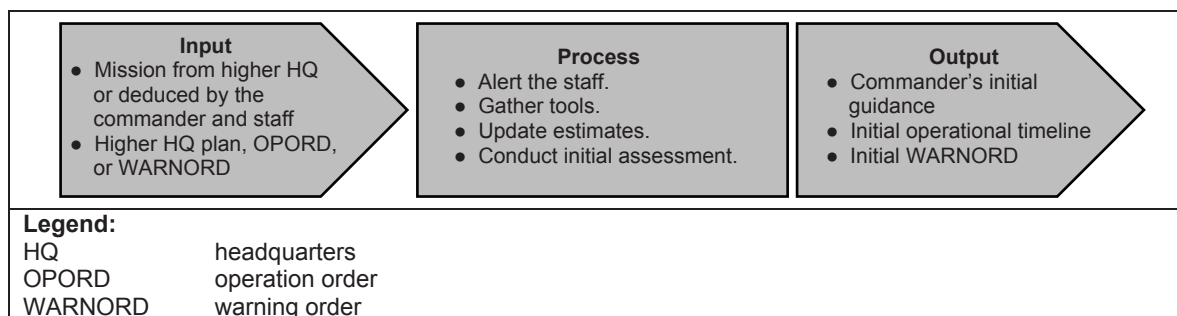 Input
● Mission from higher HQ
or deduced by the
commander and staff
● Higher HQ plan, OPORD,
or WARNORD
Process
● Alert the staff.
● Gather tools.
● Update estimates.
● Conduct initial assessment.
Output
● Commander’s initial
guidance
● Initial operational timeline
● Initial WARNORD
Legend:
HQ headquarters
OPORD operation order
WARNORD warning order